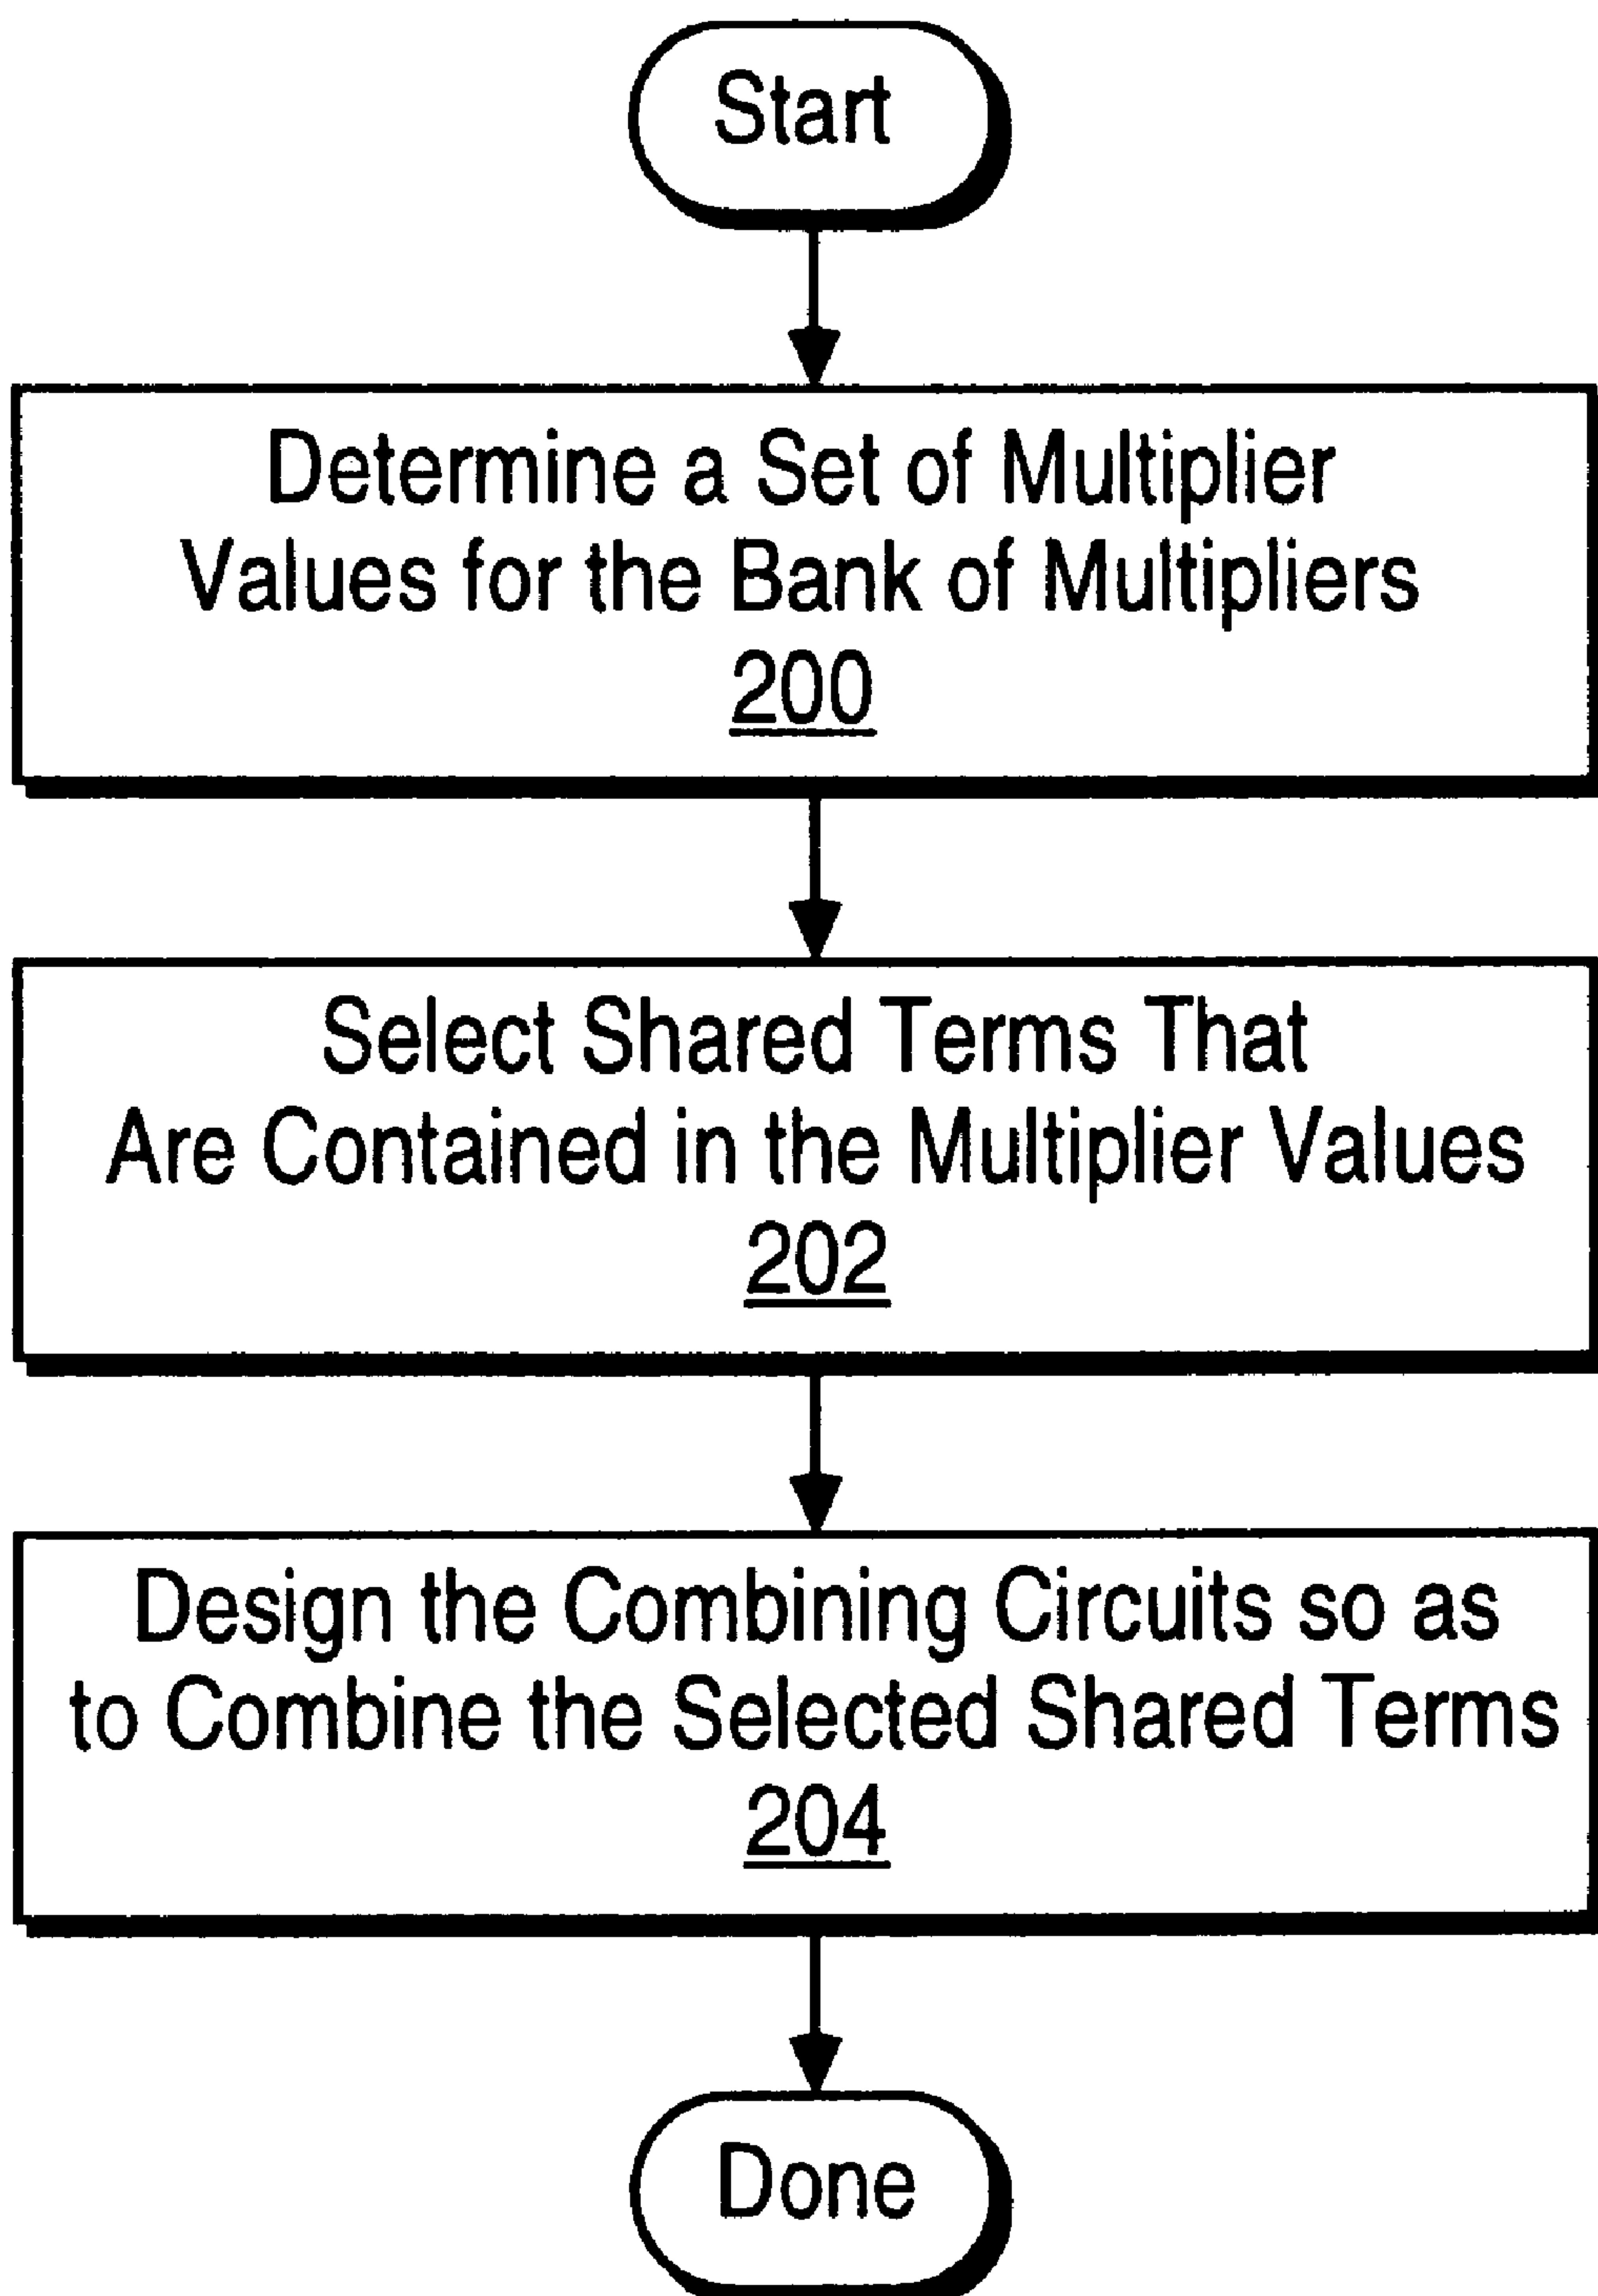 Start
Determine a Set of Multiplier
Values for the Bank of Multipliers
200
Select Shared Terms That
Are Contained in the Multiplier Values
202
Design the Combining Circuits so as
to Combine the Selected Shared Terms
204
Done